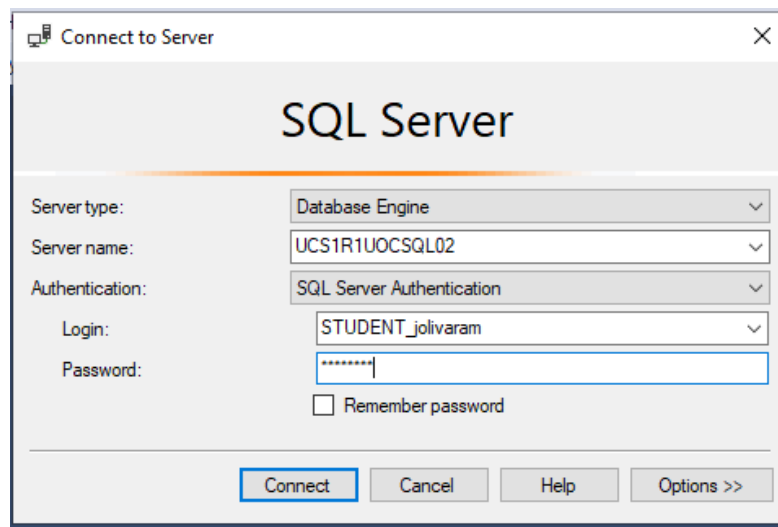 Connect to Server
SQL Server
Server type: Database Engine
Server name: UCS1R1UOCSQL02
Authentication: SQL Server Authentication
Login: STUDENT_jolivaram
Password: ********
Remember password
Connect Cancel Help Options >>